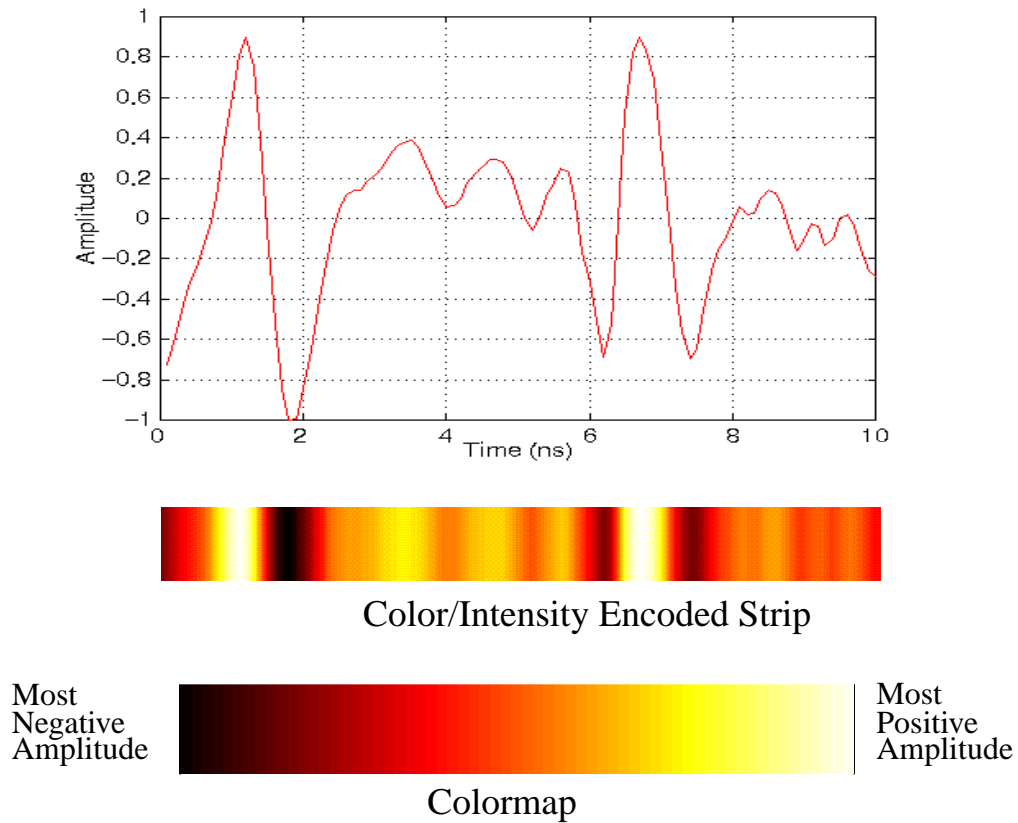 1
0.8
0.6
0.4
0.2
0
−0.2
−0.4
−0.6
−0.8
−1
Amplitude
0 2 4 6 8 10
Time (ns)
Color/Intensity Encoded Strip
Most
Negative
Amplitude
Most
Positive
Amplitude
Colormap